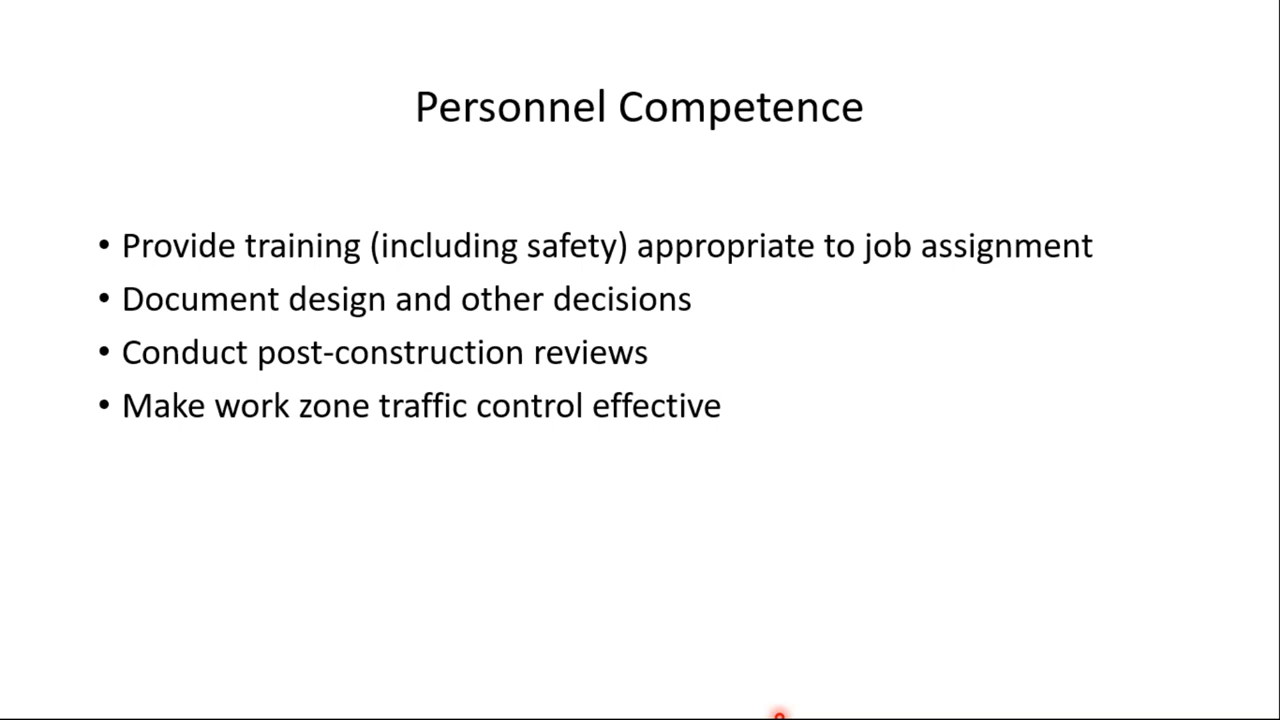 Personnel Competence
• Provide training (including safety) appropriate to job assignment
• Document design and other decisions
• Conduct post-construction reviews
• Make work zone traffic control effective